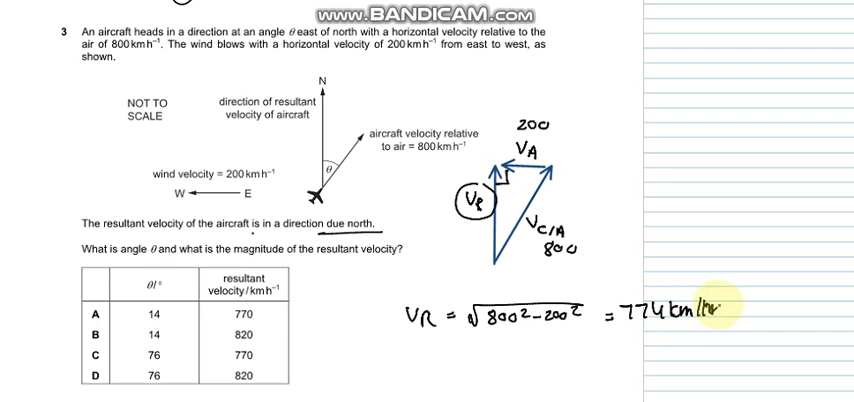 www.BANDICAM.com
3 An aircraft heads in a direction at an angle θ east of north with a horizontal velocity relative to the
air of 800 km h⁻¹. The wind blows with a horizontal velocity of 200 km h⁻¹ from east to west, as
shown.
N
NOT TO
SCALE
direction of resultant
velocity of aircraft
aircraft velocity relative
to air = 800 km h⁻¹
θ
wind velocity = 200 km h⁻¹
W E
200
VA
VR
VC/A
800
The resultant velocity of the aircraft is in a direction due north.
What is angle θ and what is the magnitude of the resultant velocity?
θ/° resultant
velocity/km h⁻¹
A 14 770
B 14 820
C 76 770
D 76 820
VR = √800² - 200² = 774 km/hr